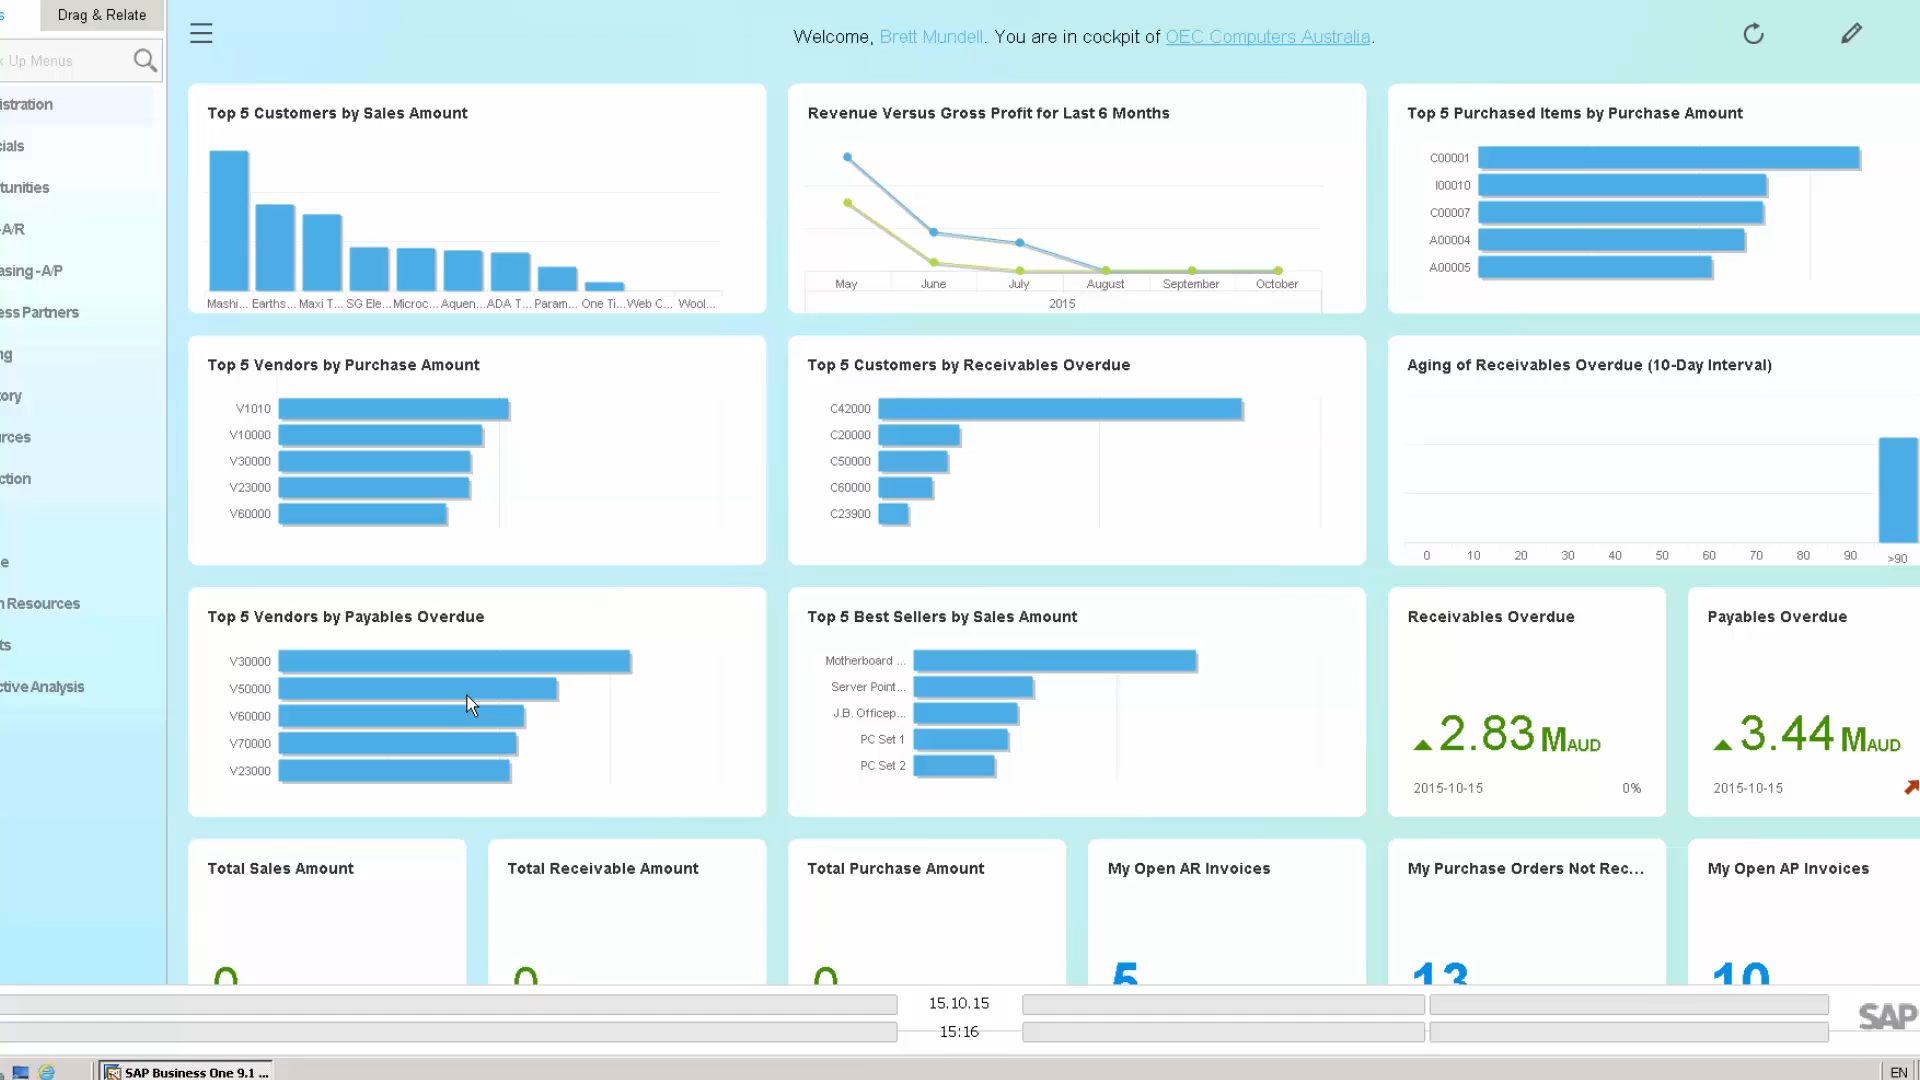 s
Drag & Relate
k Up Menus
istration
cials
tunities
-A/R
asing - A/P
ess Partners
ng
tory
urces
ction
e
n Resources
ts
ctive Analysis
Welcome, Brett Mundell. You are in cockpit of OEC Computers Australia.
Top 5 Customers by Sales Amount
Mashi... Earths... Maxi T... SG Ele... Microc... Aquen... ADA T... Param... One Ti... Web C... Wool...
Revenue Versus Gross Profit for Last 6 Months
May June July August September October
2015
Top 5 Purchased Items by Purchase Amount
C00001
I00010
C00007
A00004
A00005
Top 5 Vendors by Purchase Amount
V1010
V10000
V30000
V23000
V60000
Top 5 Customers by Receivables Overdue
C42000
C20000
C50000
C60000
C23900
Aging of Receivables Overdue (10-Day Interval)
0 10 20 30 40 50 60 70 80 90 >90
Top 5 Vendors by Payables Overdue
V30000
V50000
V60000
V70000
V23000
Top 5 Best Sellers by Sales Amount
Motherboard ...
Server Point...
J.B. Officep...
PC Set 1
PC Set 2
Receivables Overdue
2.83 MAUD
2015-10-15 0%
Payables Overdue
3.44 MAUD
2015-10-15
Total Sales Amount
0
Total Receivable Amount
0
Total Purchase Amount
0
My Open AR Invoices
5
My Purchase Orders Not Rec...
13
My Open AP Invoices
10
15.10.15
15:16
SAP
SAP Business One 9.1 ...
EN